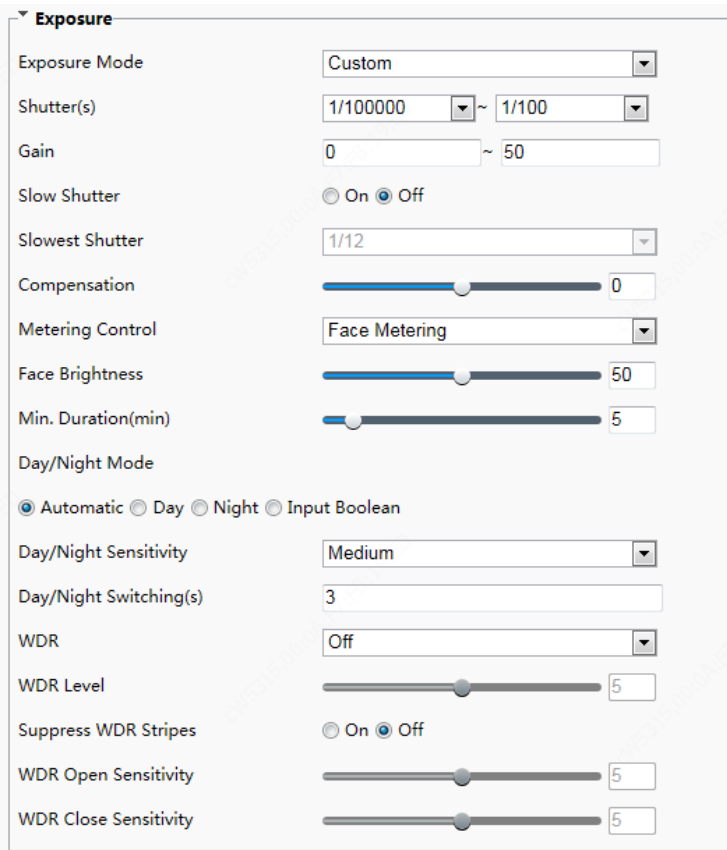 Exposure
Exposure Mode Custom
Shutter(s) 1/100000 ~ 1/100
Gain 0 ~ 50
Slow Shutter On Off
Slowest Shutter 1/12
Compensation 0
Metering Control Face Metering
Face Brightness 50
Min. Duration(min) 5
Day/Night Mode
Automatic Day Night Input Boolean
Day/Night Sensitivity Medium
Day/Night Switching(s) 3
WDR Off
WDR Level 5
Suppress WDR Stripes On Off
WDR Open Sensitivity 5
WDR Close Sensitivity 5